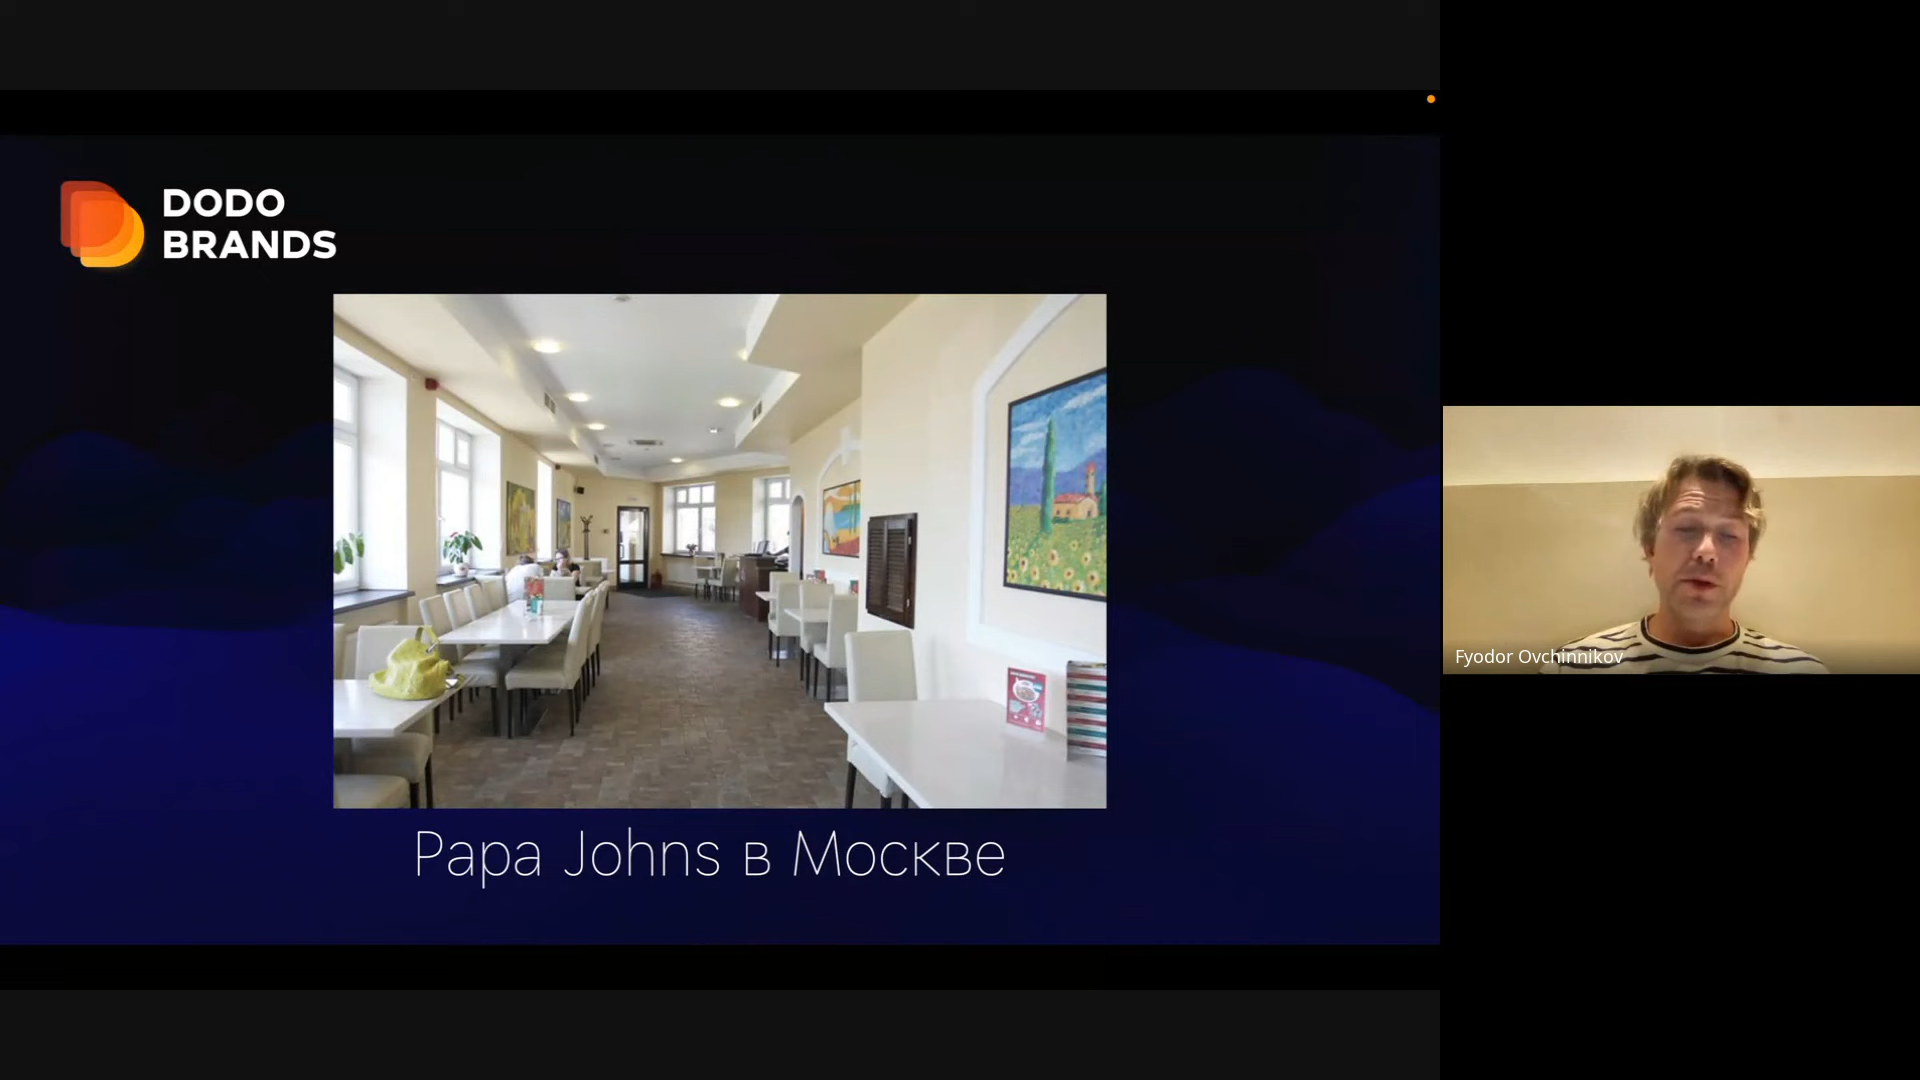 DODO
BRANDS
Papa Johns в Москве
Fyodor Ovchinnikov